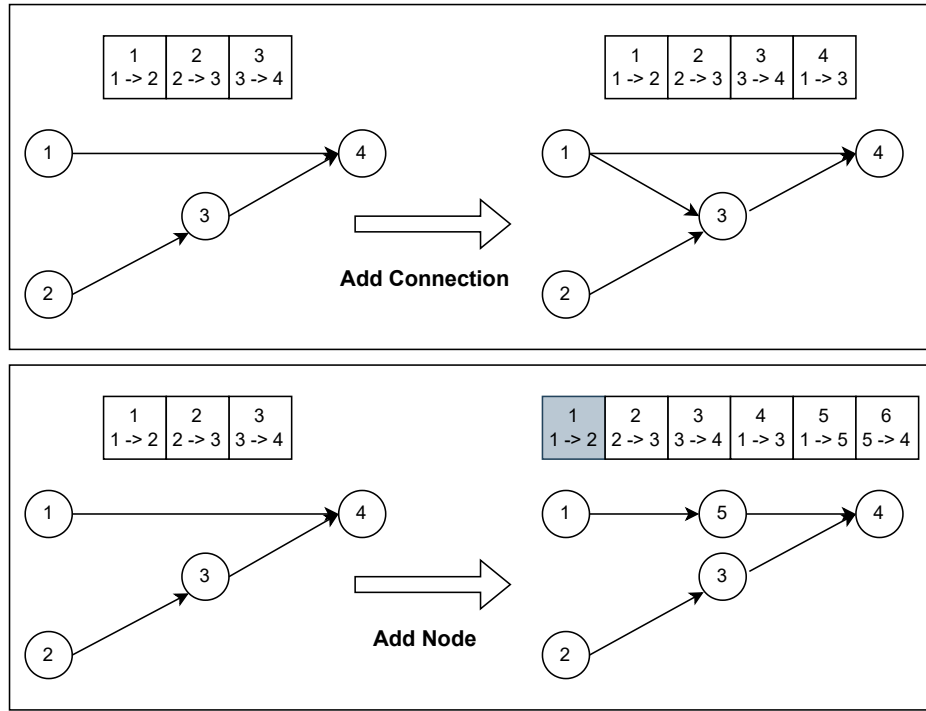 1 2 3
1 -> 2 2 -> 3 3 -> 4
1 4
3
2
Add Connection
1 2 3 4
1 -> 2 2 -> 3 3 -> 4 1 -> 3
1 4
3
2
1 2 3
1 -> 2 2 -> 3 3 -> 4
1 4
3
2
Add Node
1 2 3 4 5 6
1 -> 2 2 -> 3 3 -> 4 1 -> 3 1 -> 5 5 -> 4
1 5 4
3
2